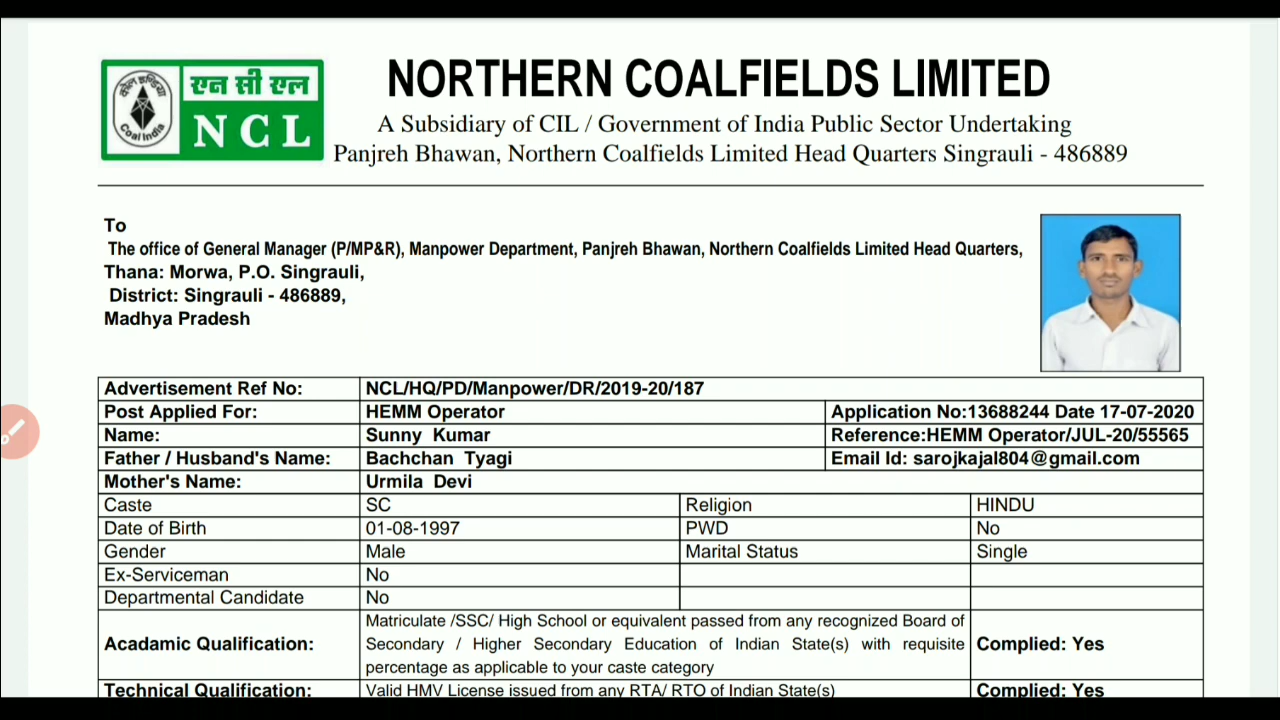 कोल इण्डिया
Coal India
एन सी एल
NCL
NORTHERN COALFIELDS LIMITED
A Subsidiary of CIL / Government of India Public Sector Undertaking
Panjreh Bhawan, Northern Coalfields Limited Head Quarters Singrauli - 486889
To
The office of General Manager (P/MP&R), Manpower Department, Panjreh Bhawan, Northern Coalfields Limited Head Quarters,
Thana: Morwa, P.O. Singrauli,
District: Singrauli - 486889,
Madhya Pradesh
Advertisement Ref No: NCL/HQ/PD/Manpower/DR/2019-20/187
Post Applied For: HEMM Operator Application No:13688244 Date 17-07-2020
Name: Sunny Kumar Reference:HEMM Operator/JUL-20/55565
Father / Husband's Name: Bachchan Tyagi Email Id: sarojkajal804@gmail.com
Mother's Name: Urmila Devi
Caste SC Religion HINDU
Date of Birth 01-08-1997 PWD No
Gender Male Marital Status Single
Ex-Serviceman No
Departmental Candidate No
Matriculate /SSC/ High School or equivalent passed from any recognized Board of
Acadamic Qualification: Secondary / Higher Secondary Education of Indian State(s) with requisite Complied: Yes
percentage as applicable to your caste category
Technical Qualification: Valid HMV License issued from any RTA/ RTO of Indian State(s) Complied: Yes